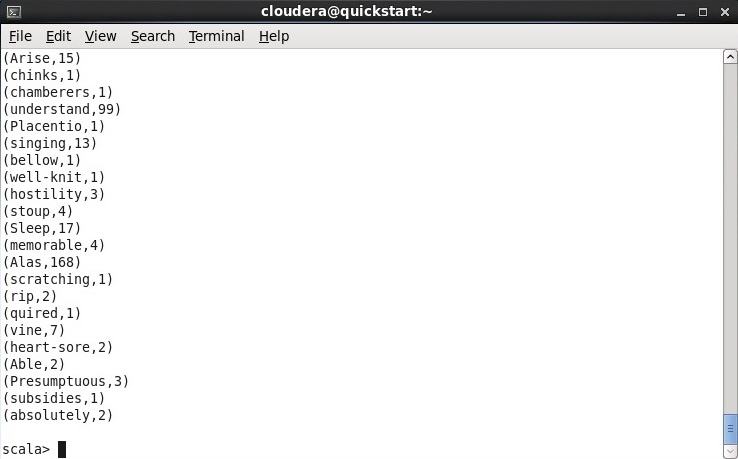 cloudera@quickstart:~
File Edit View Search Terminal Help
(Arise,15)
(chinks,1)
(chamberers,1)
(understand,99)
(Placentio,1)
(singing,13)
(bellow,1)
(well-knit,1)
(hostility,3)
(stoup,4)
(Sleep,17)
(memorable,4)
(Alas,168)
(scratching,1)
(rip,2)
(quired,1)
(vine,7)
(heart-sore,2)
(Able,2)
(Presumptuous,3)
(subsidies,1)
(absolutely,2)
scala>